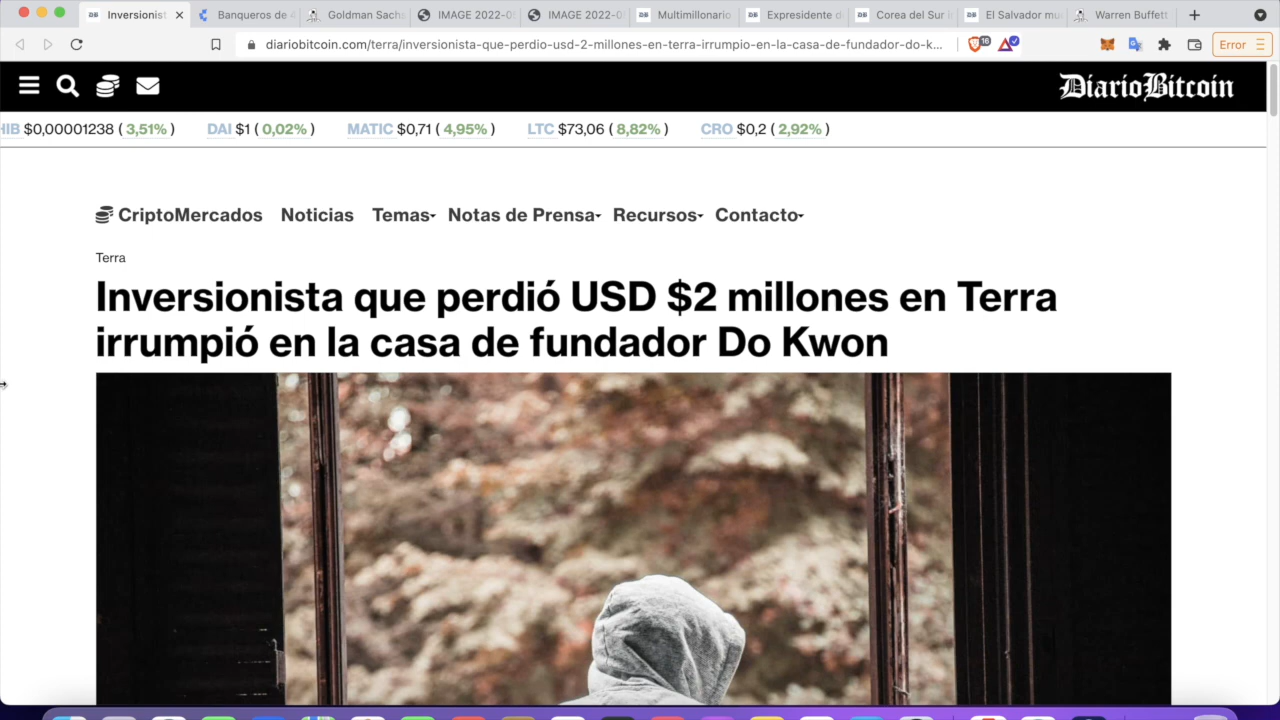 Inversionist
Banqueros de 4
Goldman Sachs
IMAGE 2022-0
IMAGE 2022-0
Multimillonario
Expresidente d
Corea del Sur i
El Salvador mu
Warren Buffett
diariobitcoin.com/terra/inversionista-que-perdio-usd-2-millones-en-terra-irrumpio-en-la-casa-de-fundador-do-k...
16
Error
DiarioBitcoin
HIB $0,00001238 ( 3,51% ) DAI $1 ( 0,02% ) MATIC $0,71 ( 4,95% ) LTC $73,06 ( 8,82% ) CRO $0,2 ( 2,92% )
CriptoMercados Noticias Temas Notas de Prensa Recursos Contacto
Terra
Inversionista que perdió USD $2 millones en Terra
irrumpió en la casa de fundador Do Kwon